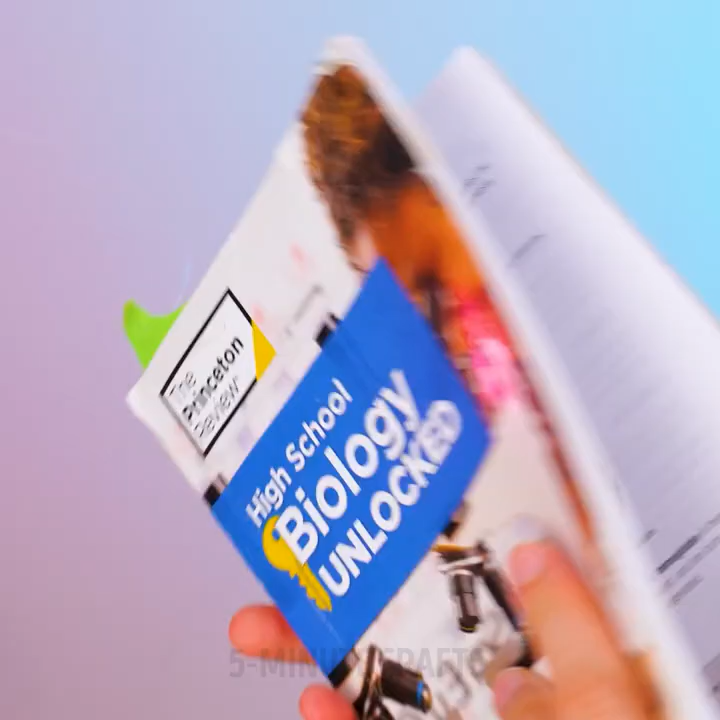 The
Princeton
Review
High School
Biology
UNLOCKED
5-MINUTE CRAFTS